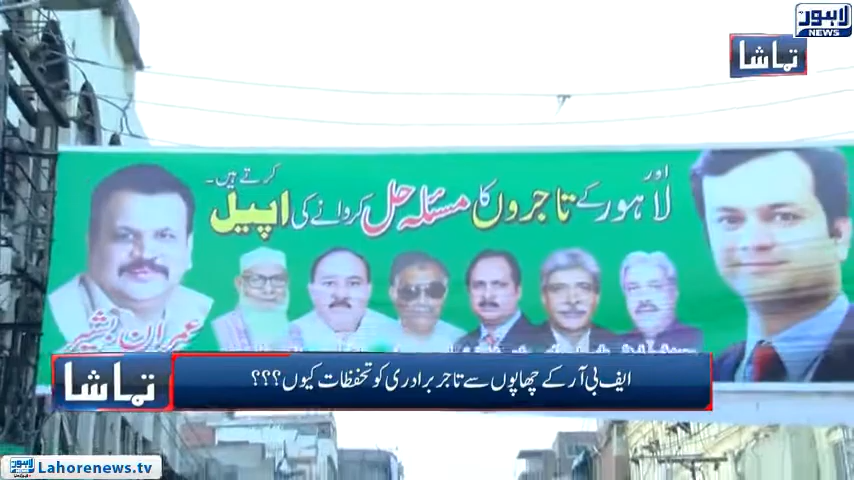 لاہور
NEWS
تماشا
اور
لاہور کے تاجروں کا مسئلہ حل کروانے کی اپیل
کرتے ہیں۔
عمران بشیر
تماشا
ایف بی آر کے چھاپوں سے تاجر برادری کو تحفظات کیوں؟؟؟
لاہور
Lahorenews.tv